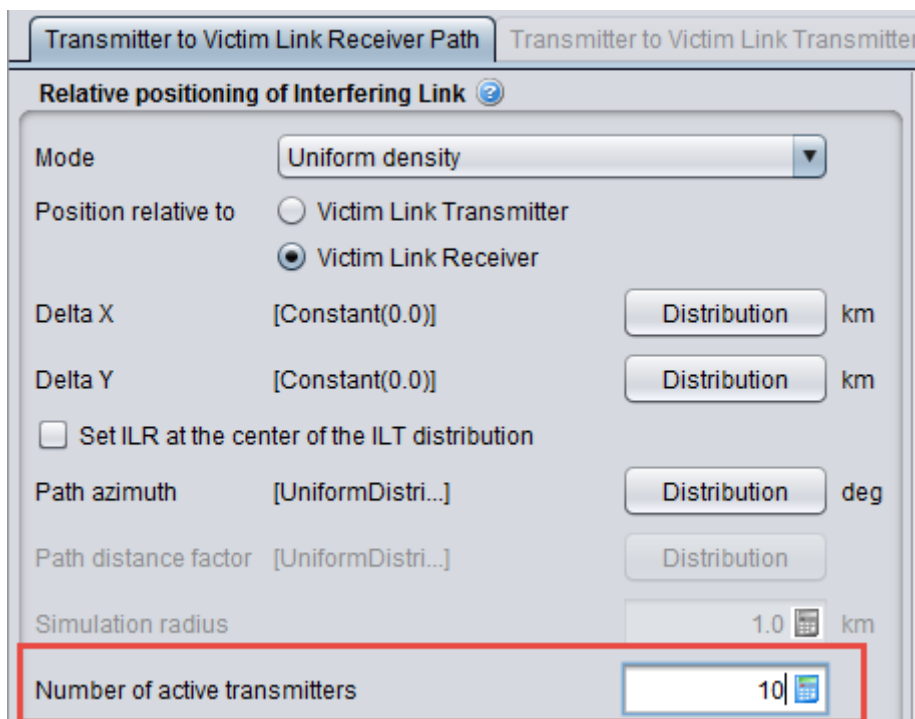 Transmitter to Victim Link Receiver Path Transmitter to Victim Link Transmitter
Relative positioning of Interfering Link
Mode Uniform density
Position relative to Victim Link Transmitter
Victim Link Receiver
Delta X [Constant(0.0)] Distribution km
Delta Y [Constant(0.0)] Distribution km
Set ILR at the center of the ILT distribution
Path azimuth [UniformDistri...] Distribution deg
Path distance factor [UniformDistri...] Distribution
Simulation radius 1.0 km
Number of active transmitters 10